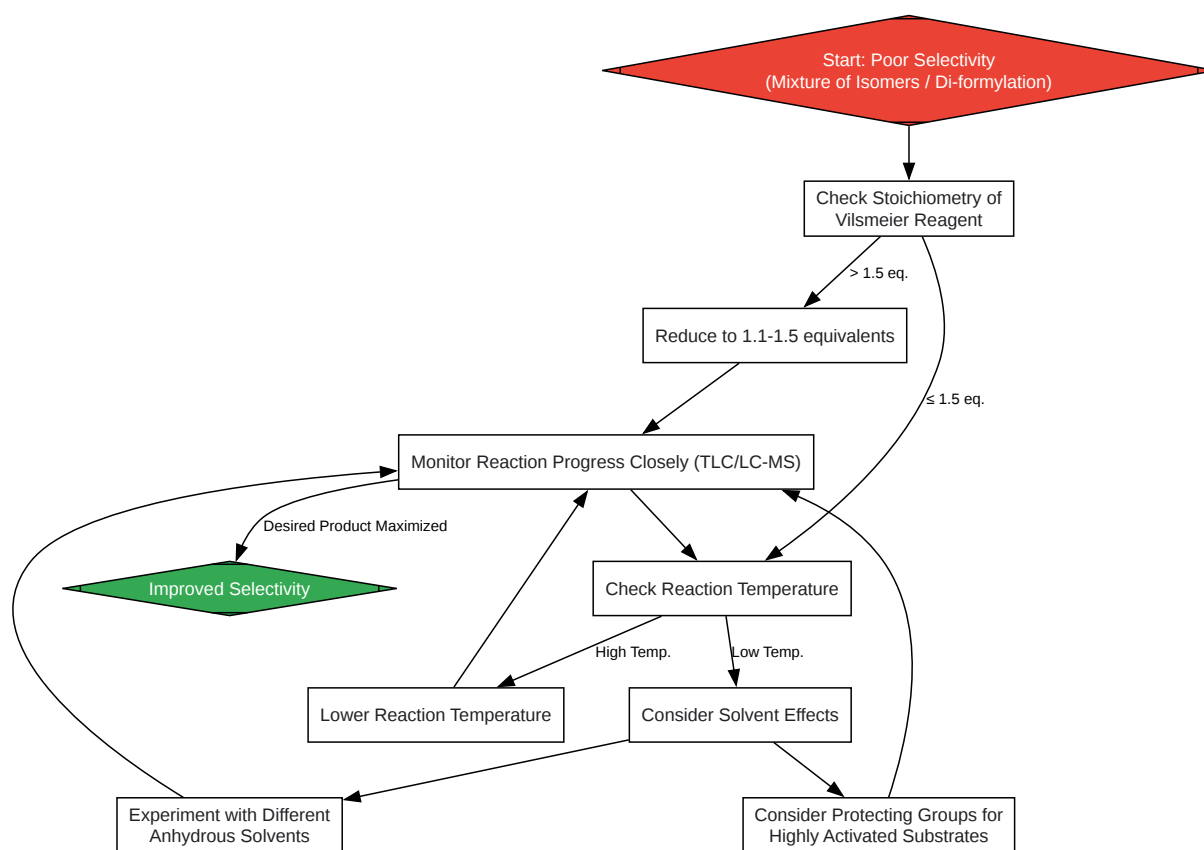 Start: Poor Selectivity
(Mixture of Isomers / Di-formylation)
Check Stoichiometry of
Vilsmeier Reagent
> 1.5 eq.
Reduce to 1.1-1.5 equivalents
≤ 1.5 eq.
Monitor Reaction Progress Closely (TLC/LC-MS)
Desired Product Maximized
Improved Selectivity
Check Reaction Temperature
High Temp.
Low Temp.
Lower Reaction Temperature
Consider Solvent Effects
Experiment with Different
Anhydrous Solvents
Consider Protecting Groups for
Highly Activated Substrates